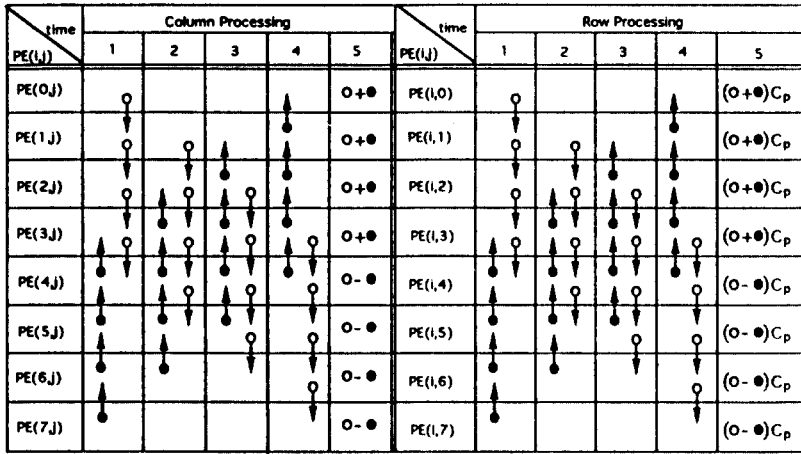 time Column Processing time Row Processing
PE(i,j) 1 2 3 4 5 PE(i,j) 1 2 3 4 5
PE(0,j) o+● PE(i,0) (o+●)Cp
PE(1,j) o+● PE(i,1) (o+●)Cp
PE(2,j) o+● PE(i,2) (o+●)Cp
PE(3,j) o+● PE(i,3) (o+●)Cp
PE(4,j) o-● PE(i,4) (o-●)Cp
PE(5,j) o-● PE(i,5) (o-●)Cp
PE(6,j) o-● PE(i,6) (o-●)Cp
PE(7,j) o-● PE(i,7) (o-●)Cp